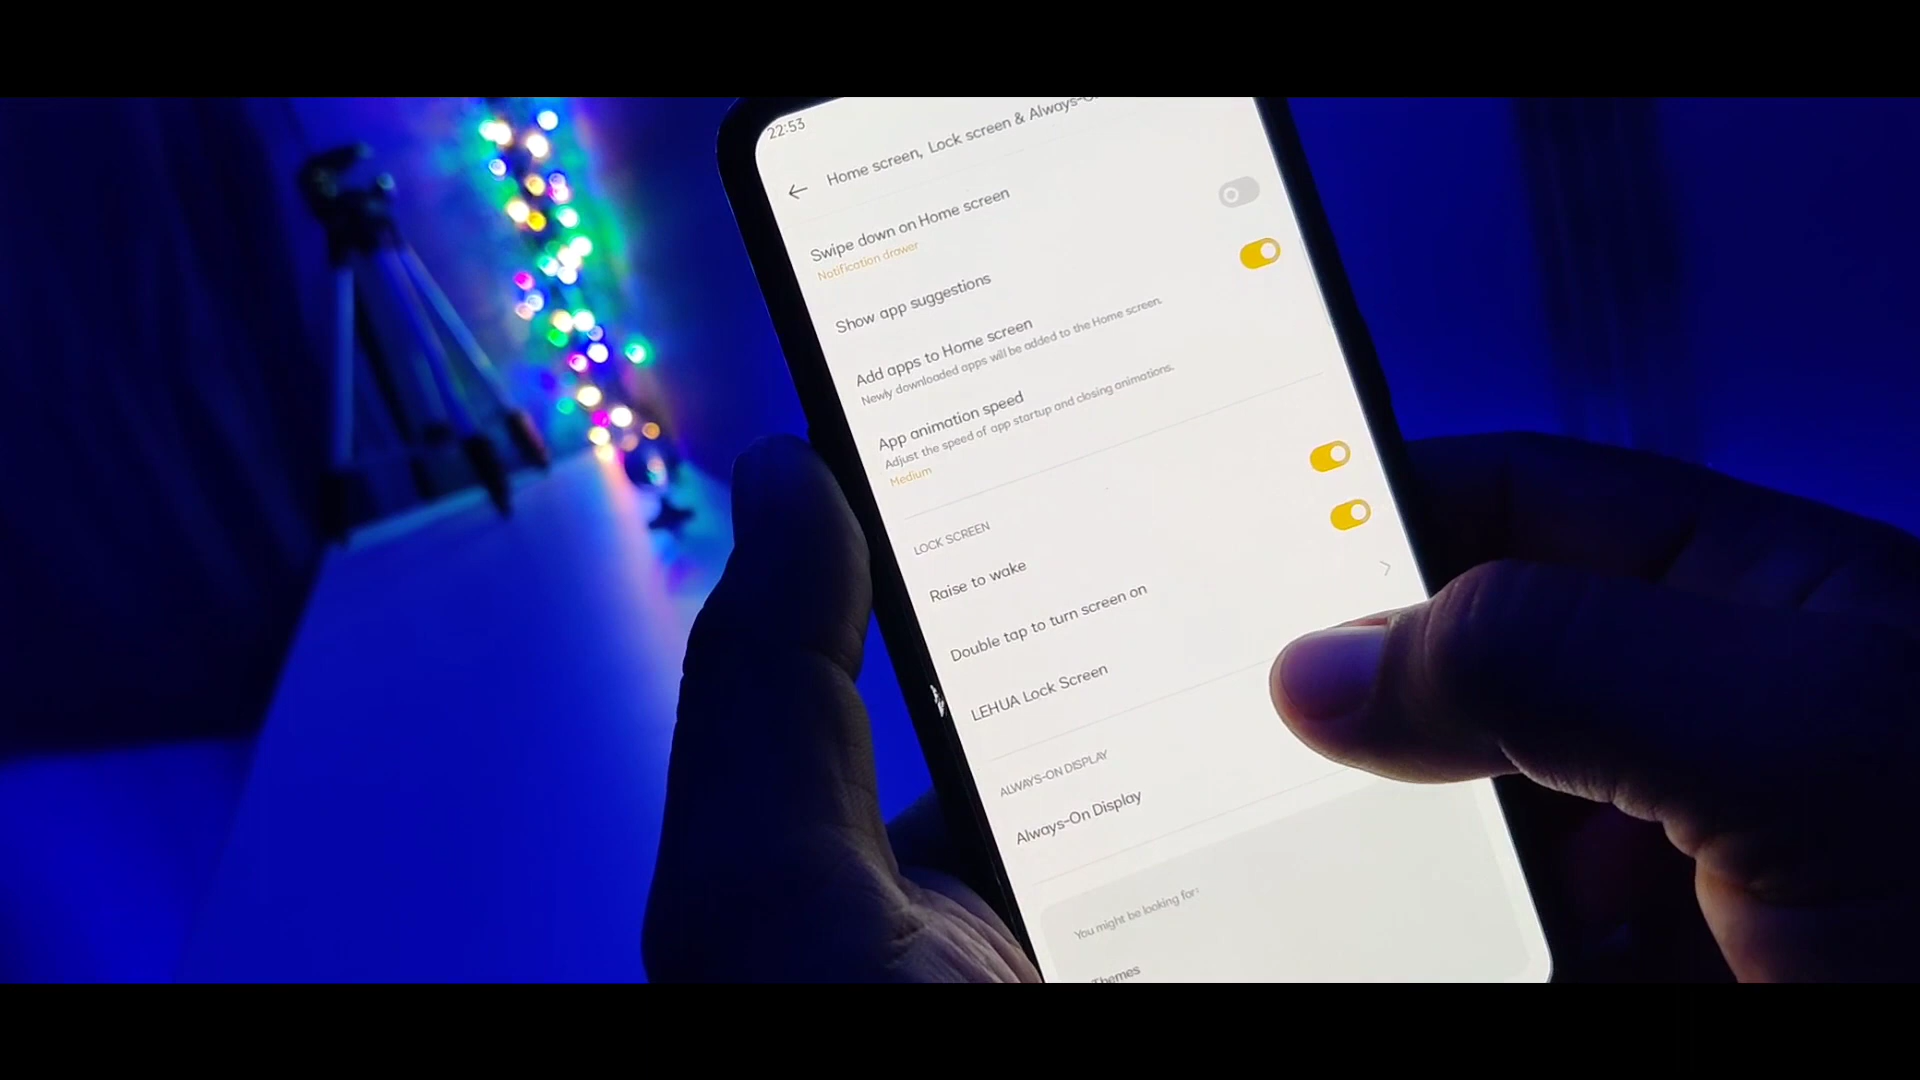 22:53
Home screen, Lock screen & Always-O
Swipe down on Home screen
Notification drawer
Show app suggestions
Add apps to Home screen
Newly downloaded apps will be added to the Home screen.
App animation speed
Adjust the speed of app startup and closing animations.
Medium
LOCK SCREEN
Raise to wake
Double tap to turn screen on
LEHUA Lock Screen
ALWAYS-ON DISPLAY
Always-On Display
You might be looking for:
Themes